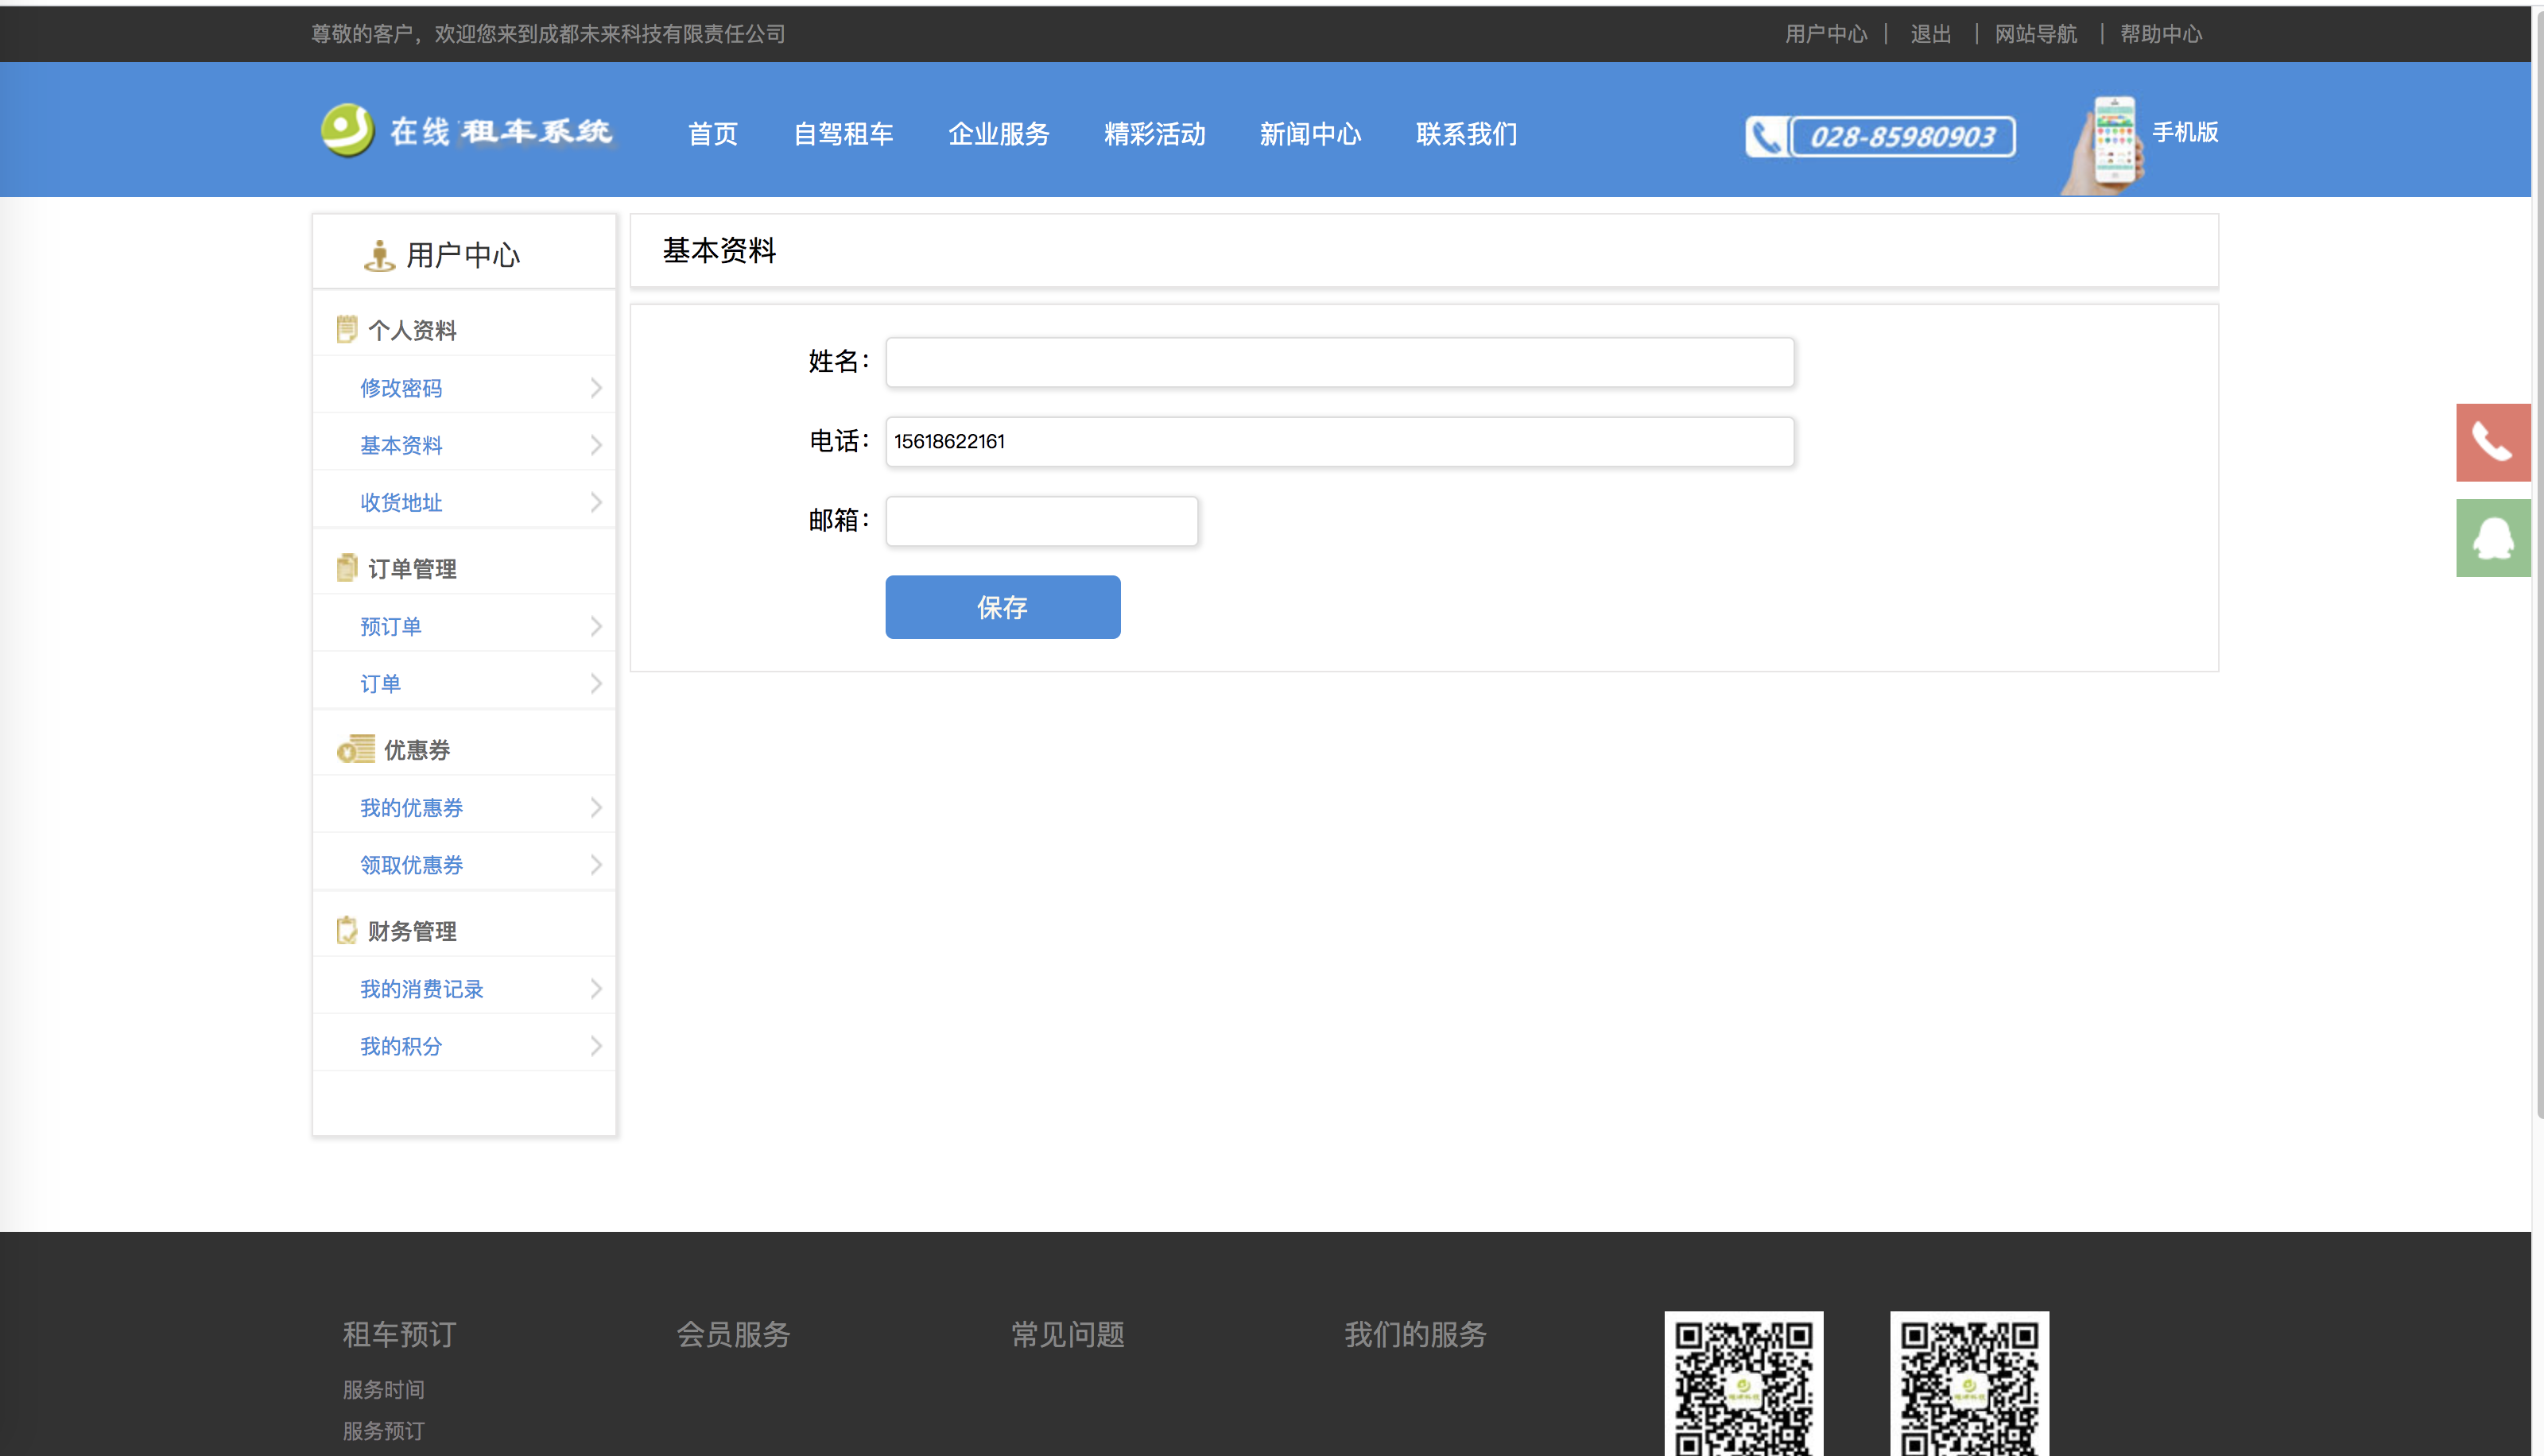 尊敬的客户，欢迎您来到成都未来科技有限责任公司
用户中心 | 退出 | 网站导航 | 帮助中心
在线租车系统
首页 自驾租车 企业服务 精彩活动 新闻中心 联系我们
028-85980903
手机版
用户中心
个人资料
修改密码
基本资料
收货地址
订单管理
预订单
订单
优惠券
我的优惠券
领取优惠券
财务管理
我的消费记录
我的积分
基本资料
姓名：
电话： 15618622161
邮箱：
保存
租车预订
服务时间
服务预订
会员服务
常见问题
我们的服务